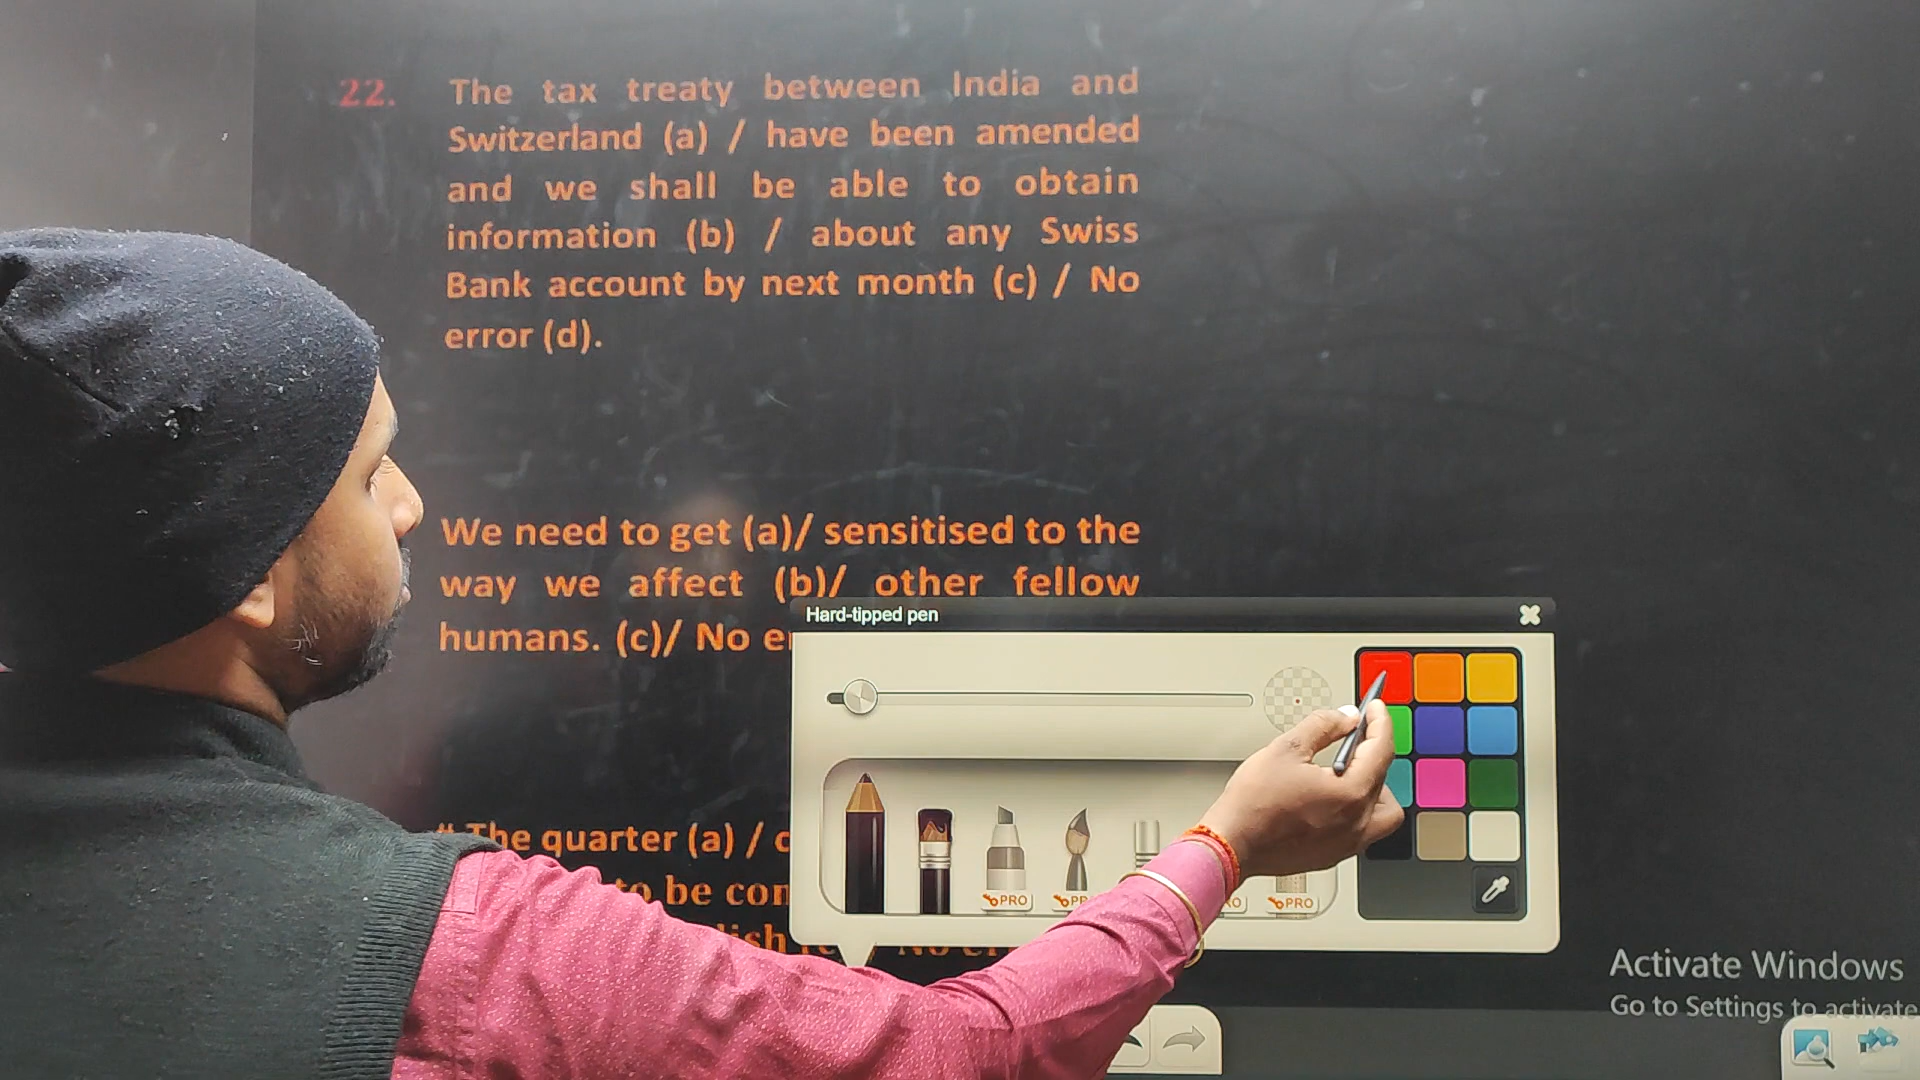 22. The tax treaty between India and
Switzerland (a) / have been amended
and we shall be able to obtain
information (b) / about any Swiss
Bank account by next month (c) / No
error (d).
We need to get (a)/ sensitised to the
way we affect (b)/ other fellow
humans. (c)/ No
Hard-tipped pen
The quarter (a) /
to be
No
PRO
PRO
Activate Windows
Go to Settings to activate